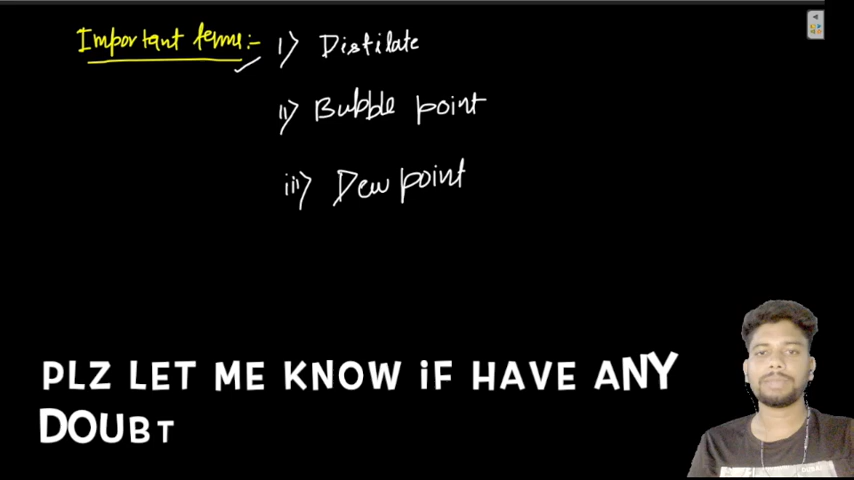 Important terms:- i) Distilate
ii) Bubble point
iii) Dew point
PLZ LET ME KNOW iF HAVE ANY
DOUBT